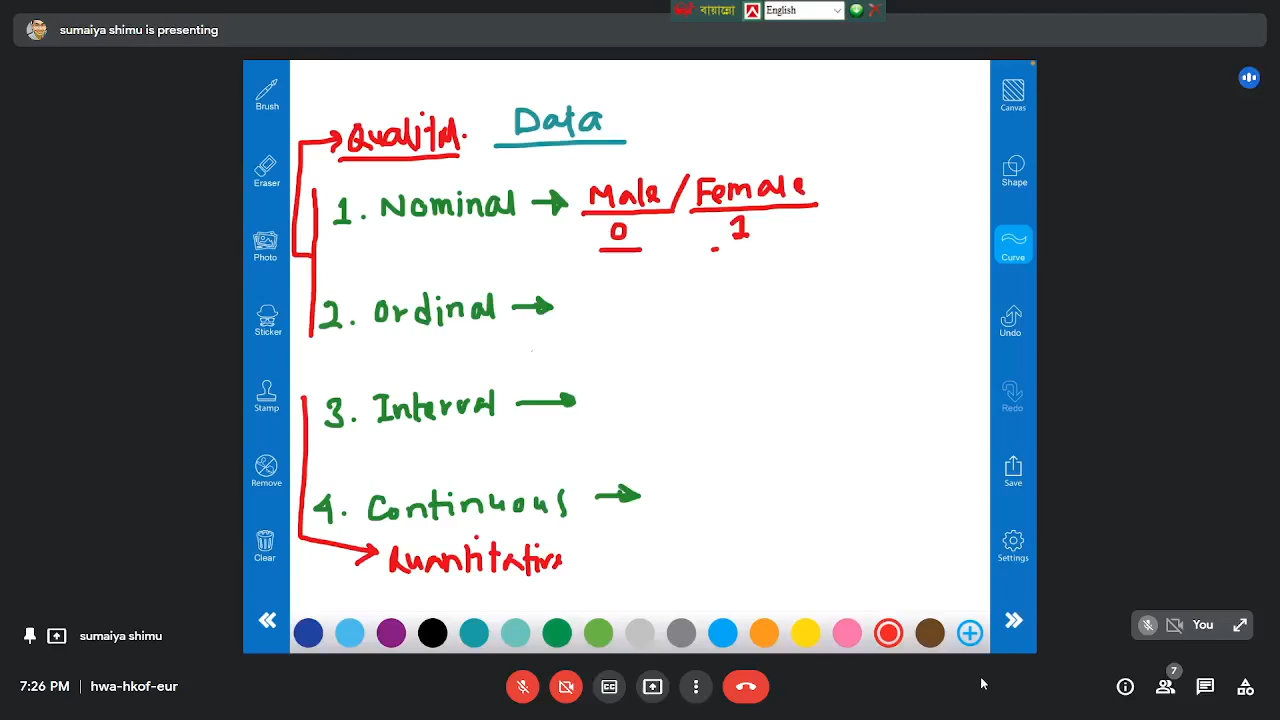 বায়ান্নো English
sumaiya shimu is presenting
Brush
Eraser
Photo
Sticker
Stamp
Remove
Clear
Data
Qualitat.
1. Nominal → Male / Female
0 1
2. Ordinal →
3. Interval →
4. Continuous →
Quantitative
Canvas
Shape
Curve
Undo
Redo
Save
Settings
sumaiya shimu
You
7:26 PM | hwa-hkof-eur
CC
7